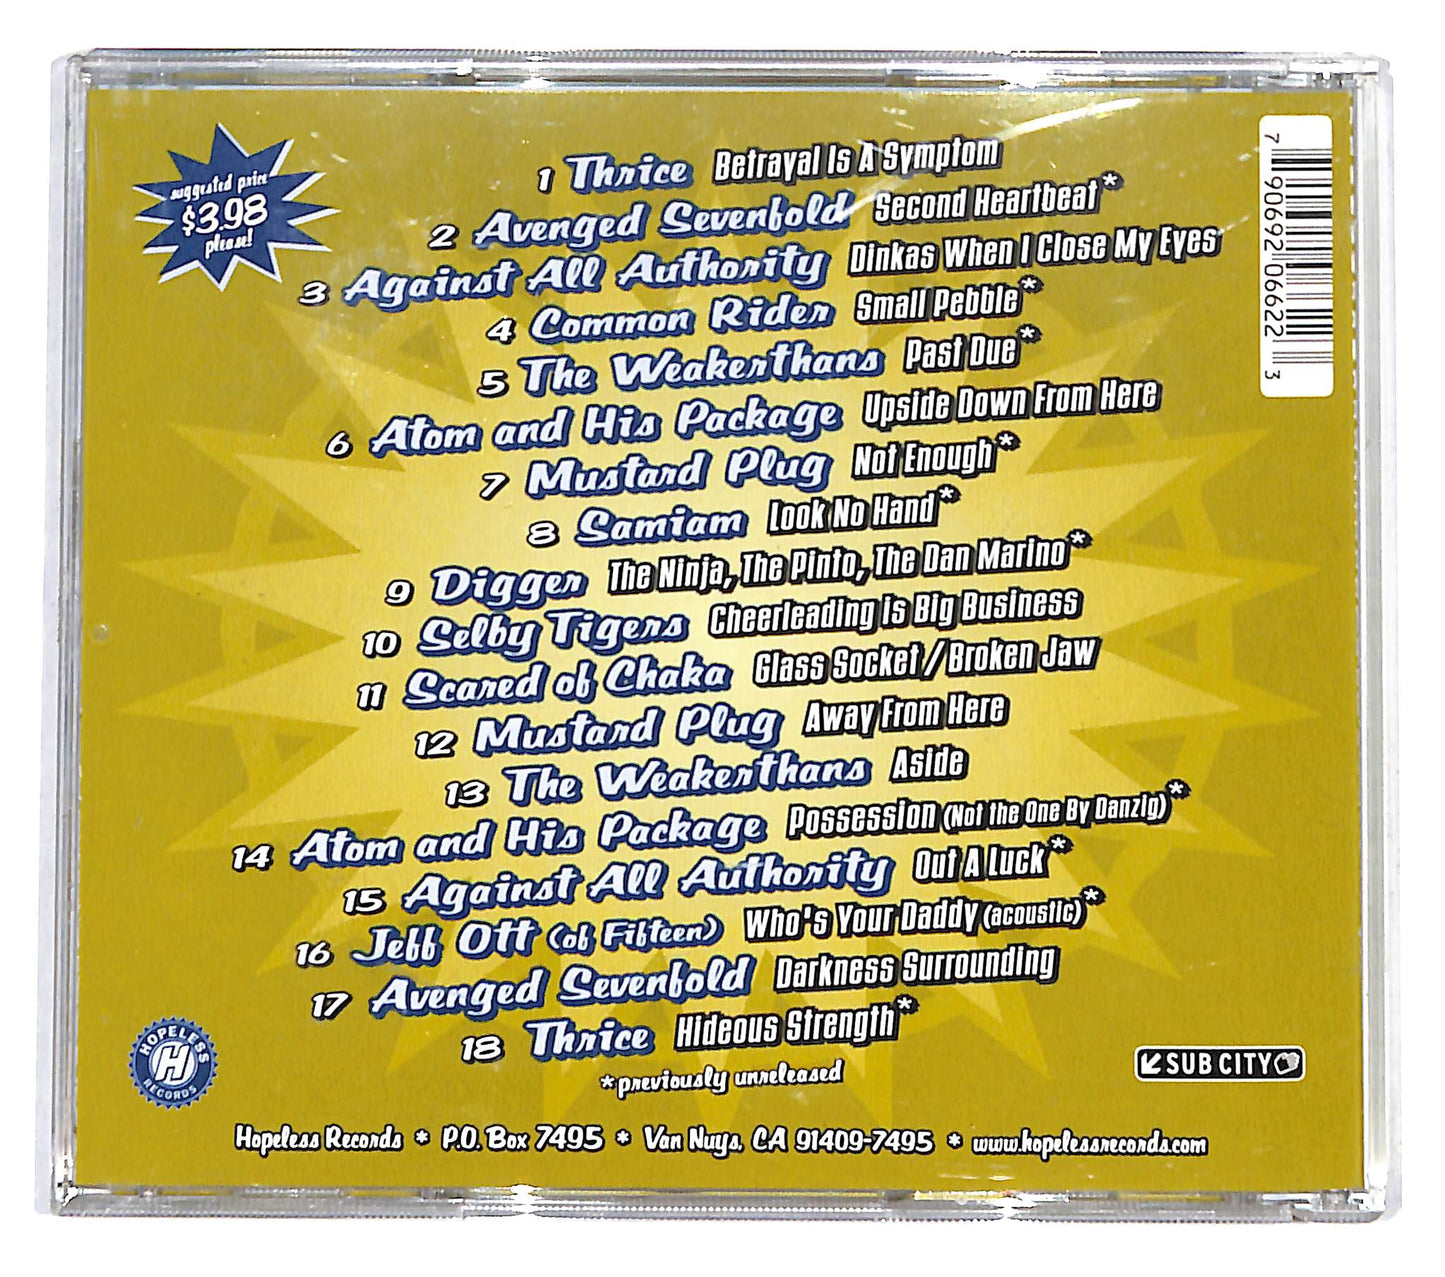 suggested price
$3.98
please!
1 Thrice Betrayal Is A Symptom
2 Avenged Sevenfold Second Heartbeat*
3 Against All Authority Dinkas When I Close My Eyes
4 Common Rider Small Pebble*
5 The Weakerthans Past Due*
6 Atom and His Package Upside Down From Here
7 Mustard Plug Not Enough*
8 Samiam Look No Hand*
9 Digger The Ninja, The Pinto, The Dan Marino*
10 Selby Tigers Cheerleading is Big Business
11 Scared of Chaka Glass Socket/Broken Jaw
12 Mustard Plug Away From Here
13 The Weakerthans Aside
14 Atom and His Package Possession (Not the One By Danzig)*
15 Against All Authority Out A Luck*
16 Jeff Ott (of Fifteen) Who's Your Daddy (acoustic)*
17 Avenged Sevenfold Darkness Surrounding
18 Thrice Hideous Strength*
*previously unreleased
HOPELESS
H
RECORDS
SUB CITY
Hopeless Records * P.O. Box 7495 * Van Nuys, CA 91409-7495 * www.hopelessrecords.com
7 90692 06622 3